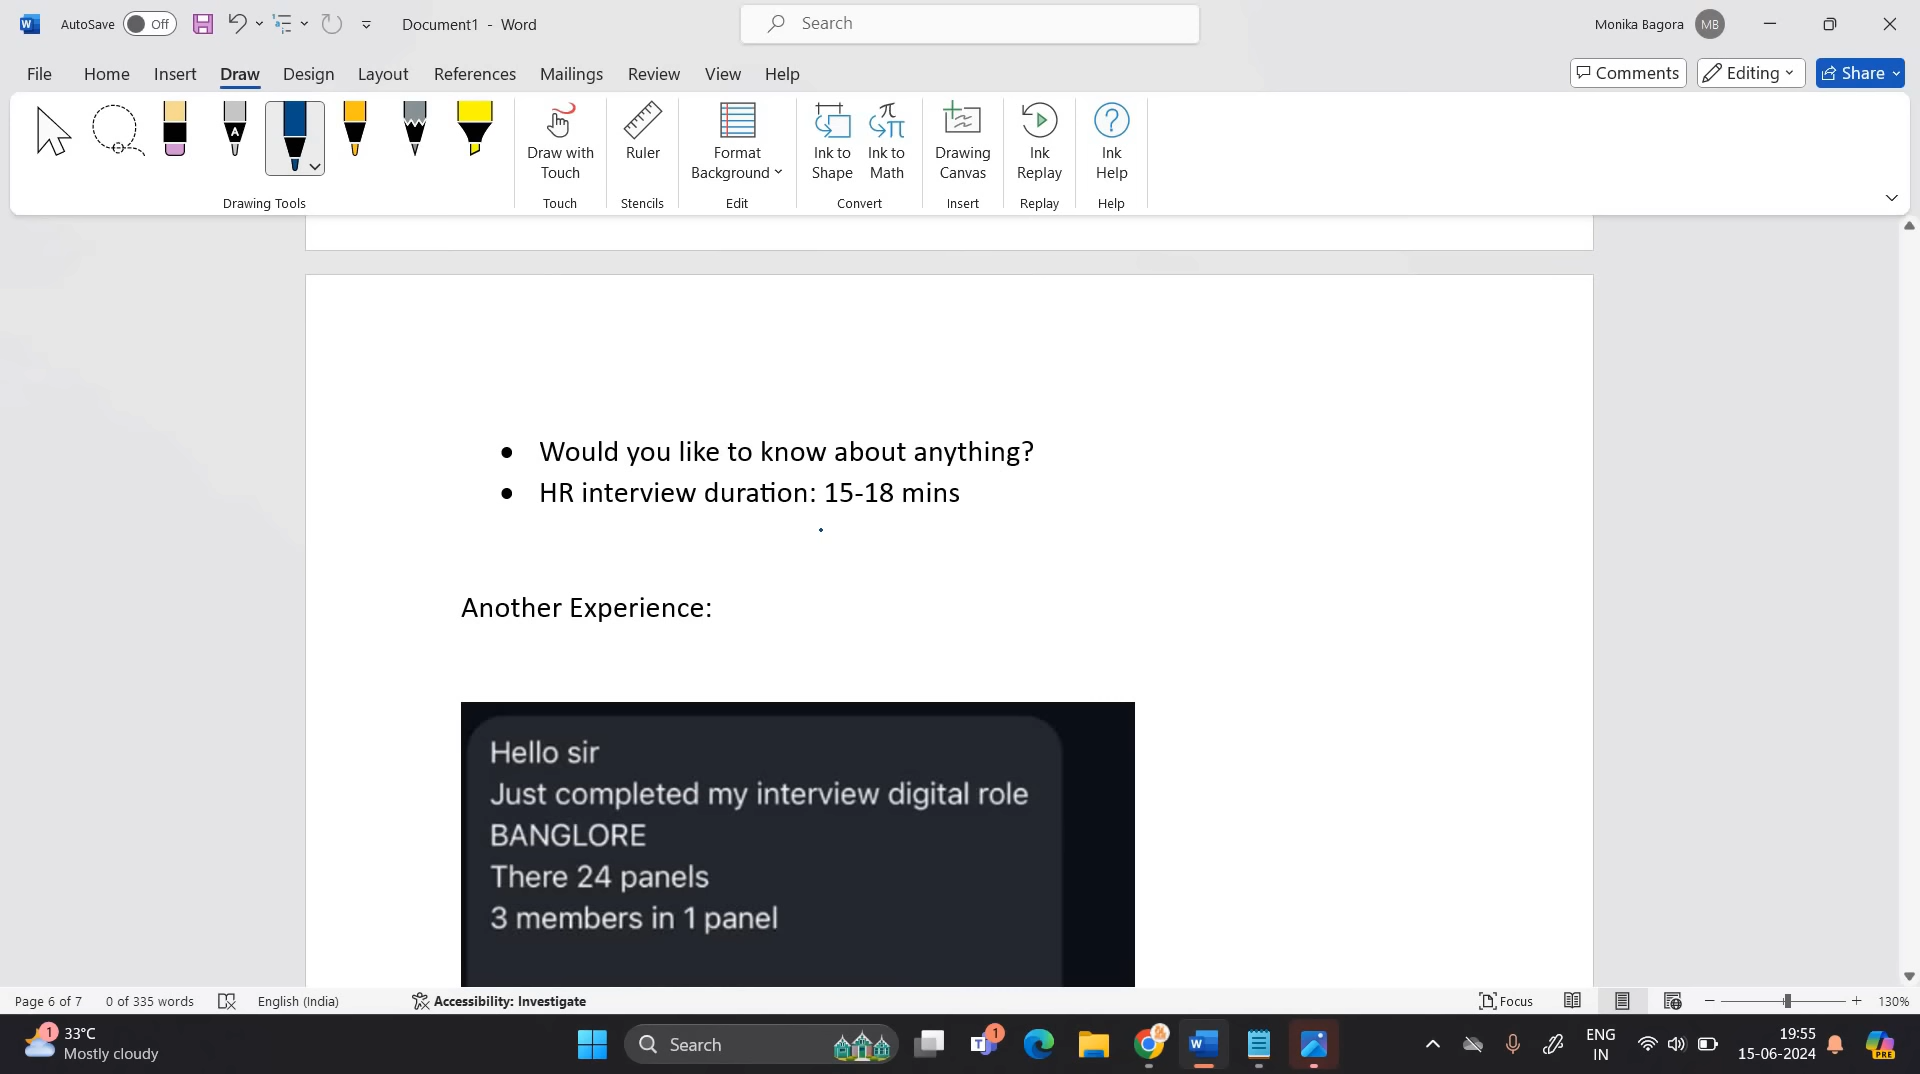 AutoSave Off Document1 - Word Search Monika Bagora MB
File Home Insert Draw Design Layout References Mailings Review View Help Comments Editing Share
A
Draw with Touch
Ruler
Format Background
Ink to Shape
Ink to Math
Drawing Canvas
Ink Replay
Ink Help
Drawing Tools Touch Stencils Edit Convert Insert Replay Help
• Would you like to know about anything?
• HR interview duration: 15-18 mins
Another Experience:
Hello sir
Just completed my interview digital role
BANGLORE
There 24 panels
3 members in 1 panel
Page 6 of 7 0 of 335 words English (India) Accessibility: Investigate Focus 130%
1 33°C
Mostly cloudy
Search
1
ENG
IN
19:55
15-06-2024
PRE